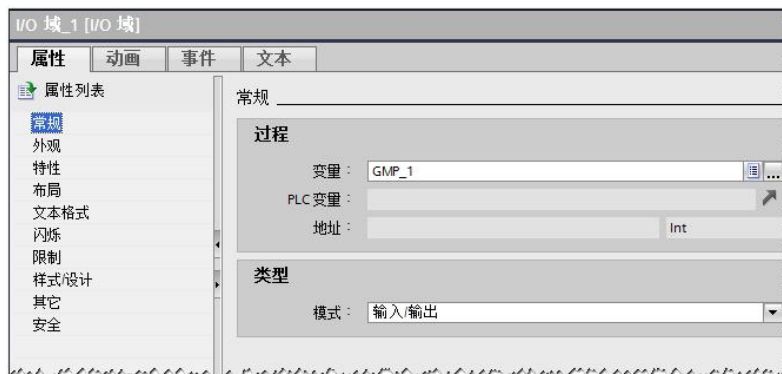 I/O 域_1 [I/O 域]
属性 动画 事件 文本
属性列表
常规
外观
特性
布局
文本格式
闪烁
限制
样式/设计
其它
安全
常规
过程
变量： GMP_1 ...
PLC 变量：
地址： Int
类型
模式： 输入/输出